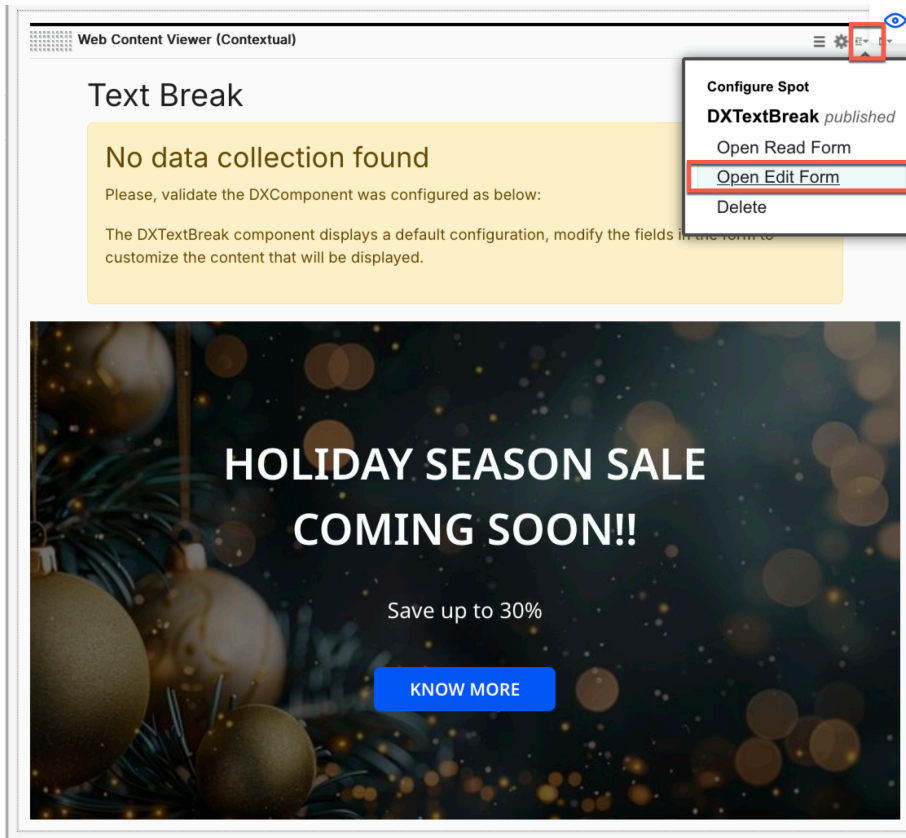 Web Content Viewer (Contextual)
Configure Spot
DXTextBreak published
Open Read Form
Open Edit Form
Delete
Text Break
No data collection found
Please, validate the DXComponent was configured as below:
The DXTextBreak component displays a default configuration, modify the fields in the form to
customize the content that will be displayed.
HOLIDAY SEASON SALE
COMING SOON!!
Save up to 30%
KNOW MORE